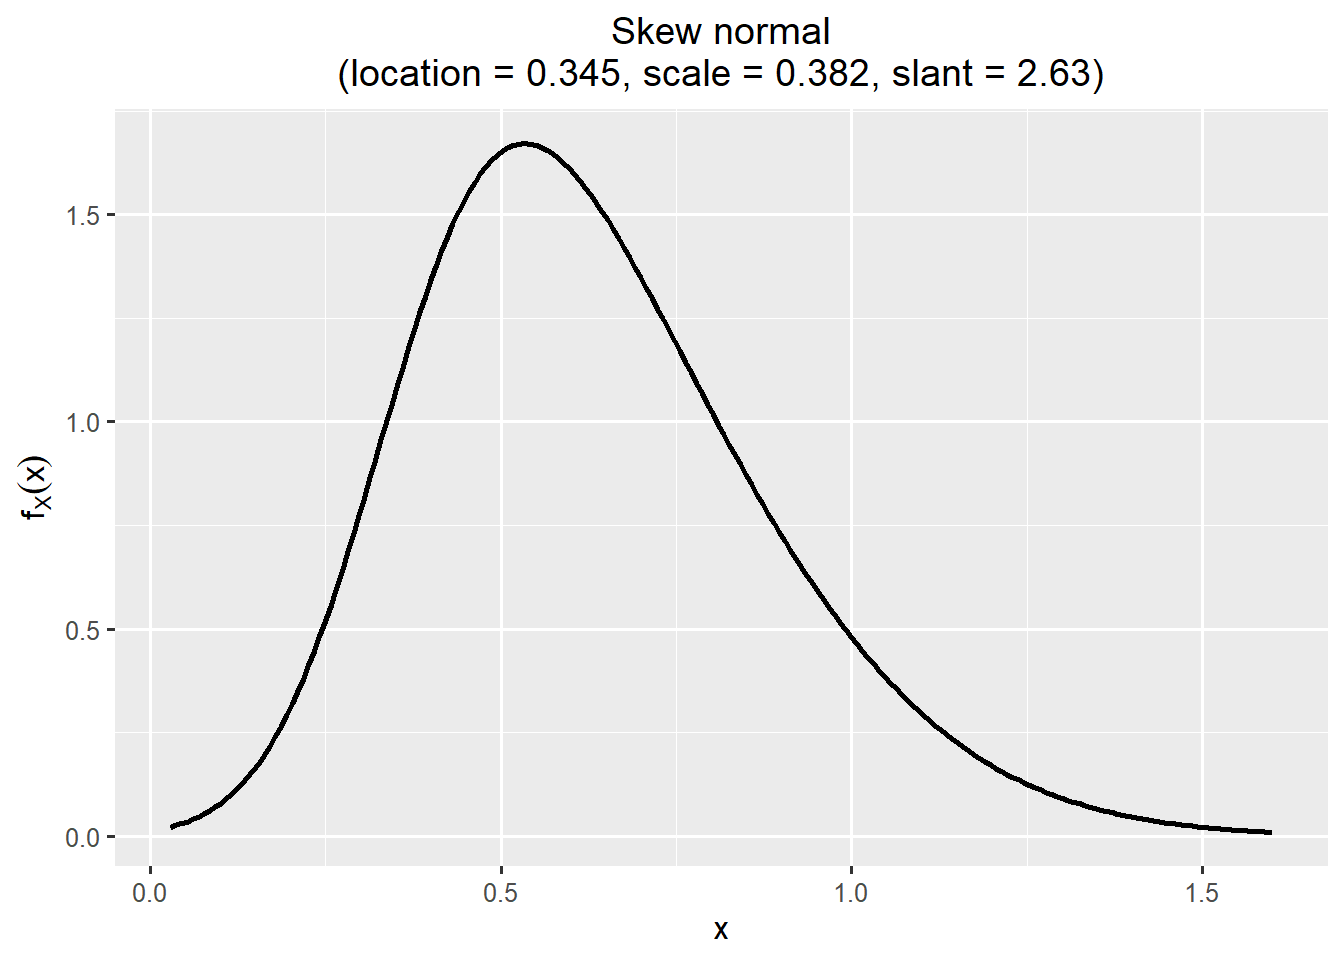 Skew normal
(location = 0.345, scale = 0.382, slant = 2.63)
1.5
1.0
0.5
0.0
fX(x)
0.0 0.5 1.0 1.5
x